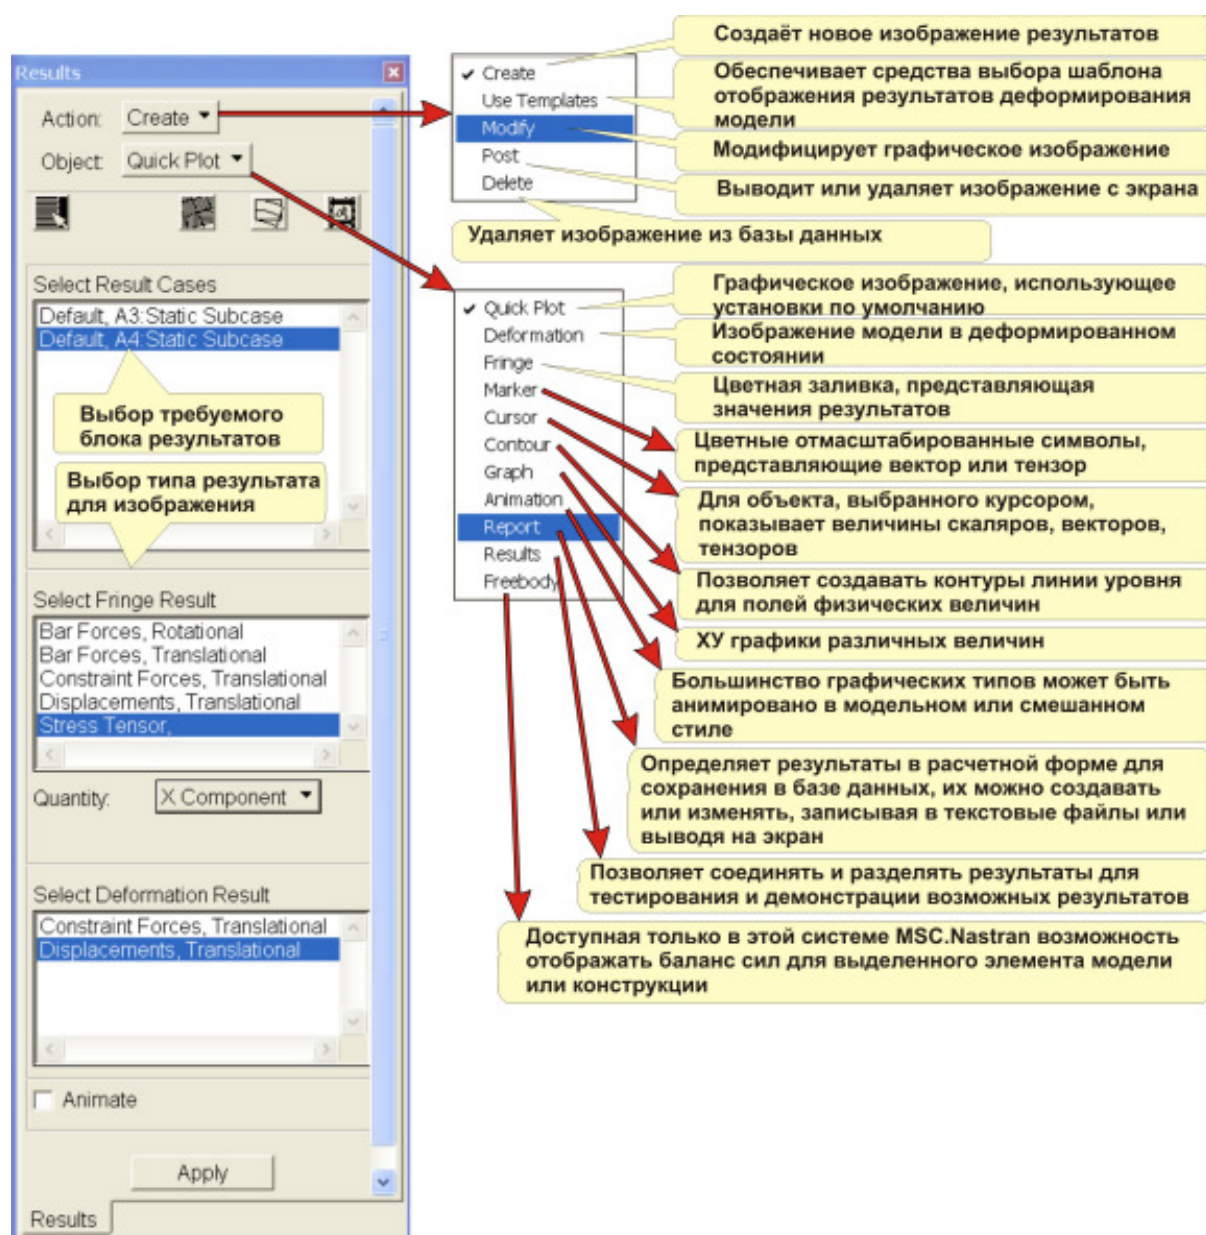 Results
Action: Create
Object: Quick Plot
Select Result Cases
Default, A3:Static Subcase
Default, A4:Static Subcase
Выбор требуемого
блока результатов
Выбор типа результата
для изображения
Select Fringe Result
Bar Forces, Rotational
Bar Forces, Translational
Constraint Forces, Translational
Displacements, Translational
Stress Tensor,
Quantity: X Component
Select Deformation Result
Constraint Forces, Translational
Displacements, Translational
Animate
Apply
Results
Create
Use Templates
Modify
Post
Delete
Создаёт новое изображение результатов
Обеспечивает средства выбора шаблона
отображения результатов деформирования
модели
Модифицирует графическое изображение
Выводит или удаляет изображение с экрана
Удаляет изображение из базы данных
Quick Plot
Deformation
Fringe
Marker
Cursor
Contour
Graph
Animation
Report
Results
Freebody
Графическое изображение, использующее
установки по умолчанию
Изображение модели в деформированном
состоянии
Цветная заливка, представляющая
значения результатов
Цветные отмасштабированные символы,
представляющие вектор или тензор
Для объекта, выбранного курсором,
показывает величины скаляров, векторов,
тензоров
Позволяет создавать контуры линии уровня
для полей физических величин
ХУ графики различных величин
Большинство графических типов может быть
анимировано в модельном или смешанном
стиле
Определяет результаты в расчетной форме для
сохранения в базе данных, их можно создавать
или изменять, записывая в текстовые файлы или
выводя на экран
Позволяет соединять и разделять результаты для
тестирования и демонстрации возможных результатов
Доступная только в этой системе MSC.Nastran возможность
отображать баланс сил для выделенного элемента модели
или конструкции